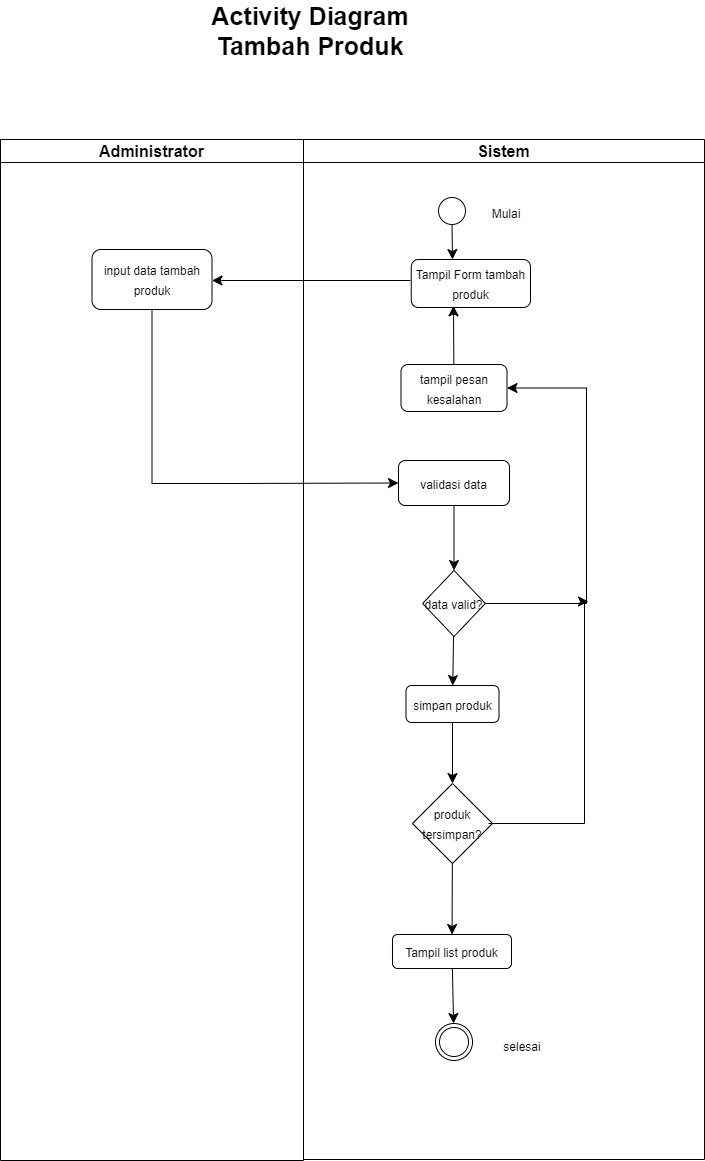 Activity Diagram
Tambah Produk
Administrator
Sistem
Mulai
input data tambah
produk
Tampil Form tambah
produk
tampil pesan
kesalahan
validasi data
data valid?
simpan produk
produk
tersimpan?
Tampil list produk
selesai